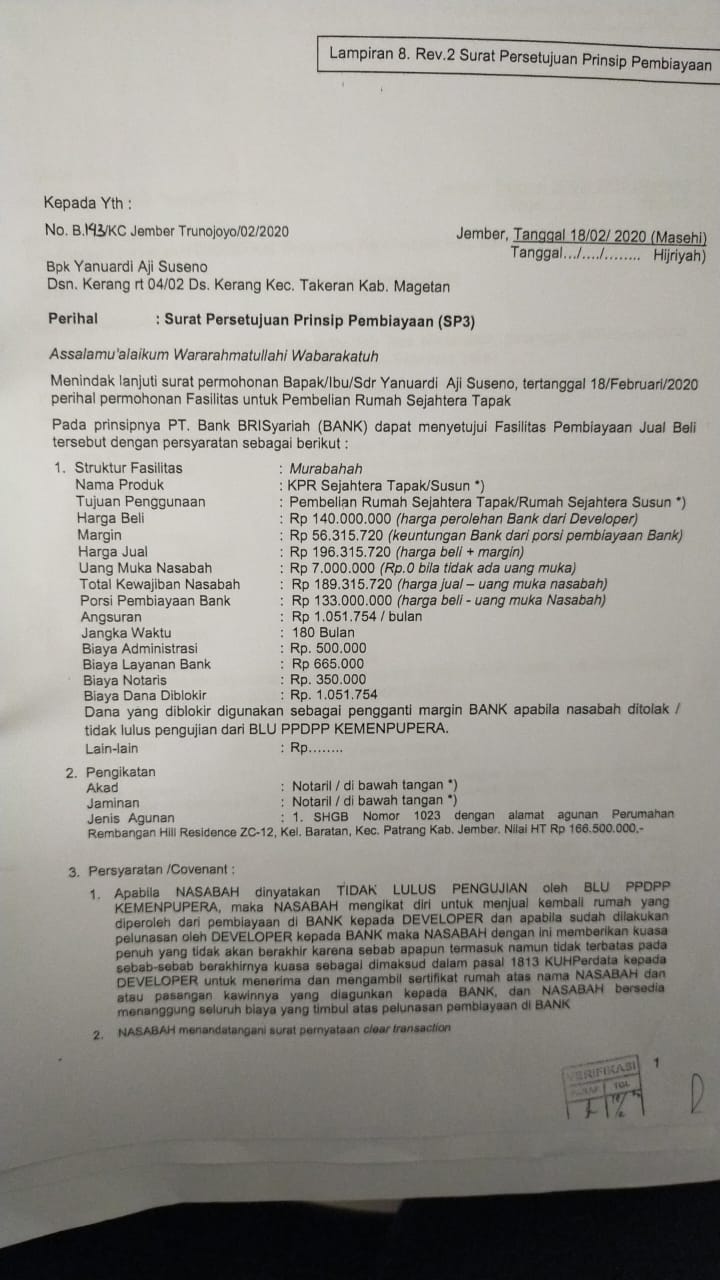 Lampiran 8. Rev.2 Surat Persetujuan Prinsip Pembiayaan
Kepada Yth :
No. B.193/KC Jember Trunojoyo/02/2020
Jember, Tanggal 18/02/ 2020 (Masehi)
Tanggal.../..../........ Hijriyah)
Bpk Yanuardi Aji Suseno
Dsn. Kerang rt 04/02 Ds. Kerang Kec. Takeran Kab. Magetan
Perihal : Surat Persetujuan Prinsip Pembiayaan (SP3)
Assalamu'alaikum Wararahmatullahi Wabarakatuh
Menindak lanjuti surat permohonan Bapak/Ibu/Sdr Yanuardi Aji Suseno, tertanggal 18/Februari/2020
perihal permohonan Fasilitas untuk Pembelian Rumah Sejahtera Tapak
Pada prinsipnya PT. Bank BRISyariah (BANK) dapat menyetujui Fasilitas Pembiayaan Jual Beli
tersebut dengan persyaratan sebagai berikut :
1. Struktur Fasilitas : Murabahah
Nama Produk : KPR Sejahtera Tapak/Susun *)
Tujuan Penggunaan : Pembelian Rumah Sejahtera Tapak/Rumah Sejahtera Susun *)
Harga Beli : Rp 140.000.000 (harga perolehan Bank dari Developer)
Margin : Rp 56.315.720 (keuntungan Bank dari porsi pembiayaan Bank)
Harga Jual : Rp 196.315.720 (harga beli + margin)
Uang Muka Nasabah : Rp 7.000.000 (Rp.0 bila tidak ada uang muka)
Total Kewajiban Nasabah : Rp 189.315.720 (harga jual – uang muka nasabah)
Porsi Pembiayaan Bank : Rp 133.000.000 (harga beli - uang muka Nasabah)
Angsuran : Rp 1.051.754 / bulan
Jangka Waktu : 180 Bulan
Biaya Administrasi : Rp. 500.000
Biaya Layanan Bank : Rp 665.000
Biaya Notaris : Rp. 350.000
Biaya Dana Diblokir : Rp. 1.051.754
Dana yang diblokir digunakan sebagai pengganti margin BANK apabila nasabah ditolak /
tidak lulus pengujian dari BLU PPDPP KEMENPUPERA.
Lain-lain : Rp........
2. Pengikatan
Akad : Notaril / di bawah tangan *)
Jaminan : Notaril / di bawah tangan *)
Jenis Agunan : 1. SHGB Nomor 1023 dengan alamat agunan Perumahan
Rembangan Hill Residence ZC-12, Kel. Baratan, Kec. Patrang Kab. Jember. Nilai HT Rp 166.500.000,-
3. Persyaratan /Covenant :
1. Apabila NASABAH dinyatakan TIDAK LULUS PENGUJIAN oleh BLU PPDPP
KEMENPUPERA, maka NASABAH mengikat diri untuk menjual kembali rumah yang
diperoleh dari pembiayaan di BANK kepada DEVELOPER dan apabila sudah dilakukan
pelunasan oleh DEVELOPER kepada BANK maka NASABAH dengan ini memberikan kuasa
penuh yang tidak akan berakhir karena sebab apapun termasuk namun tidak terbatas pada
sebab-sebab berakhirnya kuasa sebagai dimaksud dalam pasal 1813 KUHPerdata kepada
DEVELOPER untuk menerima dan mengambil sertifikat rumah atas nama NASABAH dan
atau pasangan kawinnya yang diagunkan kepada BANK, dan NASABAH bersedia
menanggung seluruh biaya yang timbul atas pelunasan pembiayaan di BANK
2. NASABAH menandatangani surat pernyataan clear transaction
1
VERIFIKASI
TGL